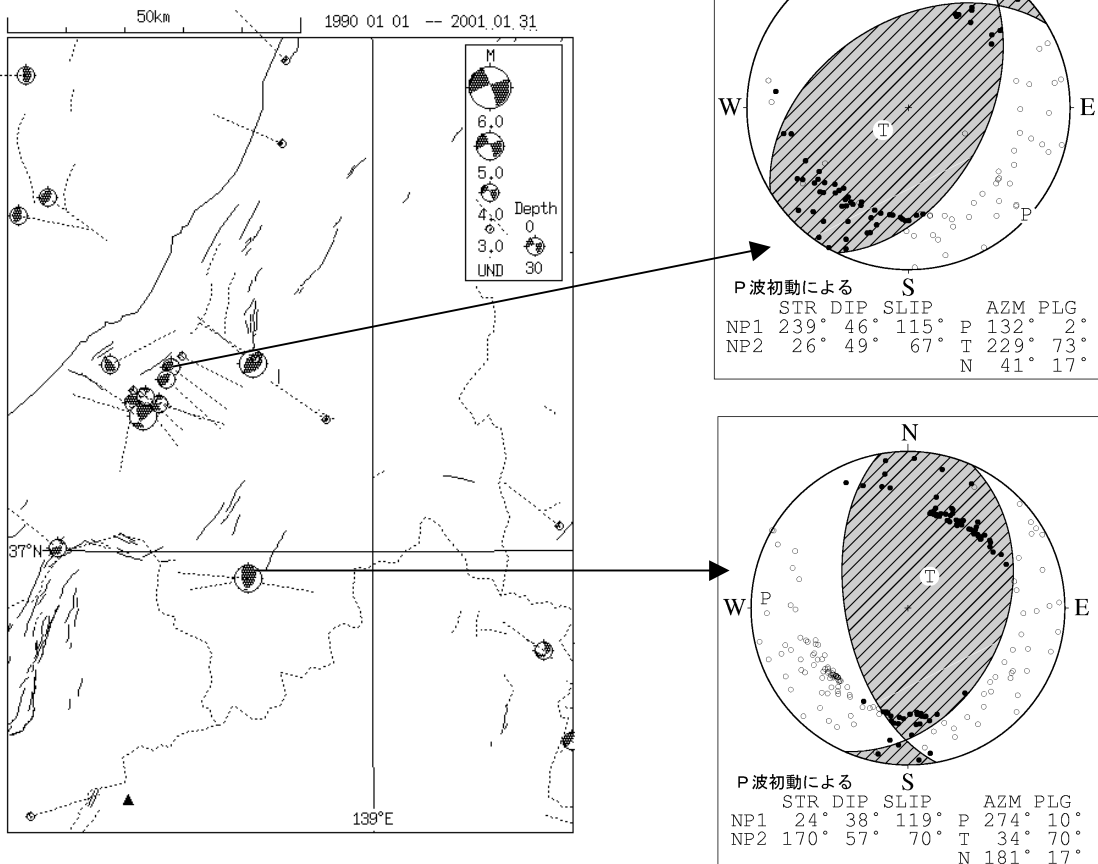 50km
1990 01 01 -- 2001 01 31
M
6.0
5.0
4.0
3.0
UND
Depth
0
30
37°N
139°E
W
E
T
P
S
P波初動による
STR DIP SLIP AZM PLG
NP1 239° 46° 115° P 132° 2°
NP2 26° 49° 67° T 229° 73°
N 41° 17°
N
W
E
P
T
S
P波初動による
STR DIP SLIP AZM PLG
NP1 24° 38° 119° P 274° 10°
NP2 170° 57° 70° T 34° 70°
N 181° 17°